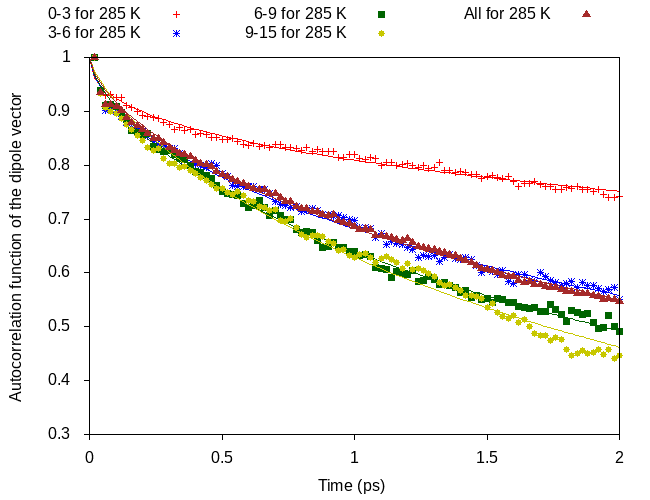 0-3 for 285 K 6-9 for 285 K All for 285 K
3-6 for 285 K 9-15 for 285 K
1
0.9
0.8
0.7
0.6
0.5
0.4
0.3
Autocorrelation function of the dipole vector
0 0.5 1 1.5 2
Time (ps)